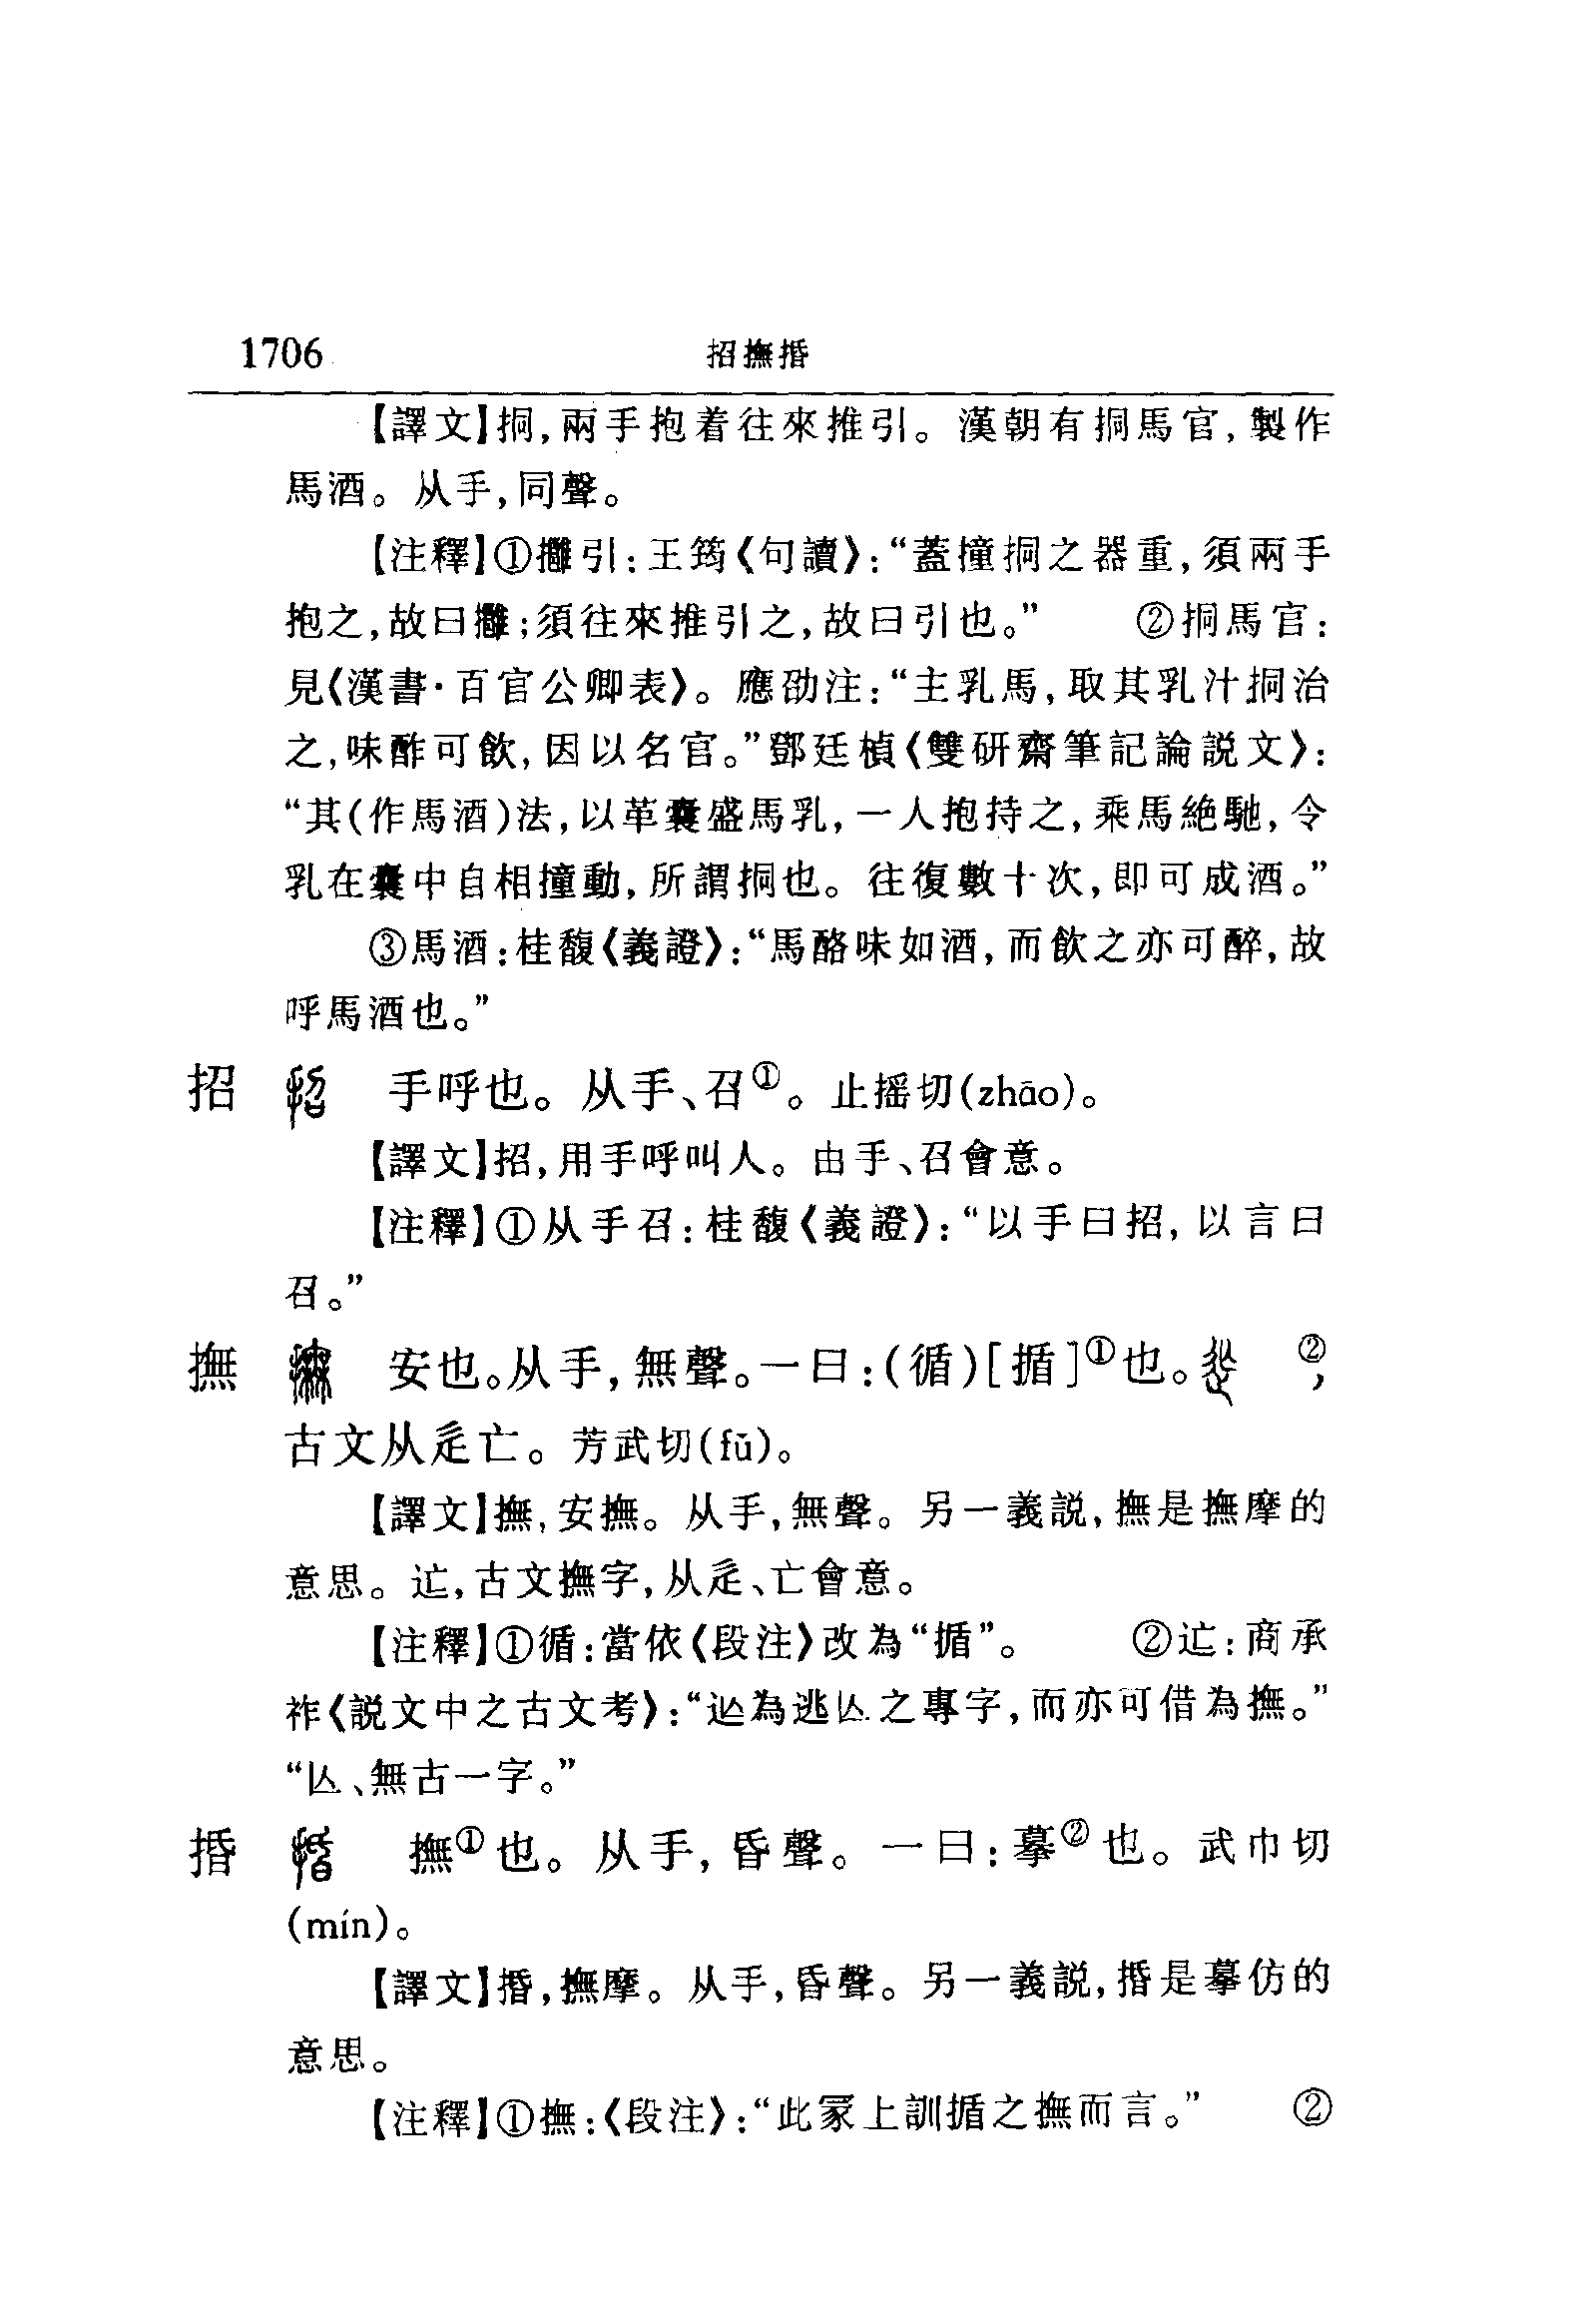 1706 招撫捪
【譯文】挏,兩手抱着往來推引。漢朝有挏馬官,製作
馬酒。从手,同聲。
【注釋】①攤引:王筠《句讀》:“蓋撞挏之器重,須兩手
抱之,故曰攤;須往來推引之,故曰引也。” ②挏馬官:
見《漢書·百官公卿表》。應劭注:“主乳馬,取其乳汁挏治
之,味酢可飲,因以名官。”鄧廷楨《雙硏齋筆記論説文》:
“其(作馬酒)法,以革囊盛馬乳,一人抱持之,乘馬絶馳,令
乳在囊中自相撞動,所謂挏也。往復數十次,即可成酒。”
③馬酒:桂馥《義證》:“馬酪味如酒,而飲之亦可醉,故
呼馬酒也。”
招 手呼也。从手、召①。止摇切(zhāo)。
【譯文】招,用手呼叫人。由手、召會意。
【注釋】①从手召:桂馥《義證》:“以手曰招,以言曰
召。”
撫 安也。从手,無聲。一曰:(循)[揗]①也。 ②,
古文从辵亡。芳武切(fǔ)。
【譯文】撫,安撫。从手,無聲。另一義説,撫是撫摩的
意思。䢍,古文撫字,从辵、亡會意。
【注釋】①循:當依《段注》改為“揗”。 ②䢍:商承
祚《説文中之古文考》:“䢍為逃亾之專字,而亦可借為撫。”
“亾、無古一字。”
捪 撫①也。从手,昏聲。一曰:摹②也。武巾切
(mín)。
【譯文】捪,撫摩。从手,昏聲。另一義説,捪是摹仿的
意思。
【注釋】①撫:《段注》:“此冡上訓揗之撫而言。” ②